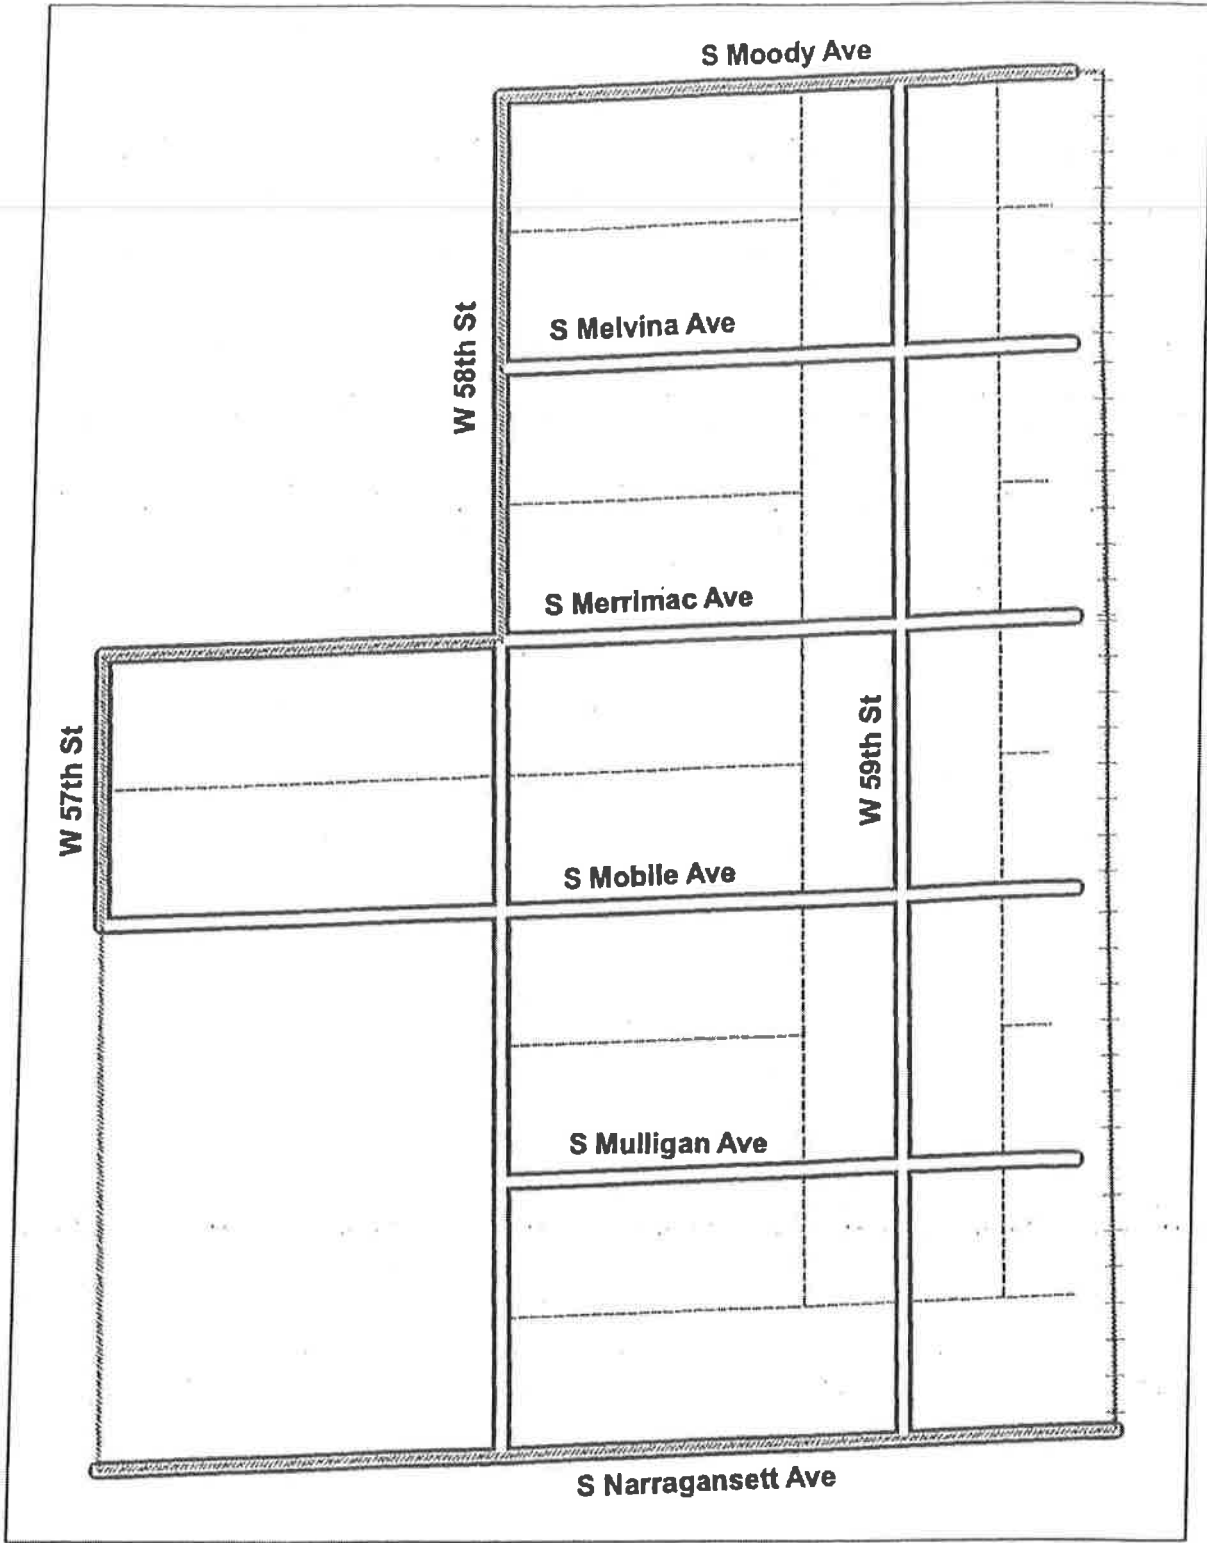 S Moody Ave
W 58th St
S Melvina Ave
S Merrimac Ave
W 57th St
W 59th St
S Mobile Ave
S Mulligan Ave
S Narragansett Ave